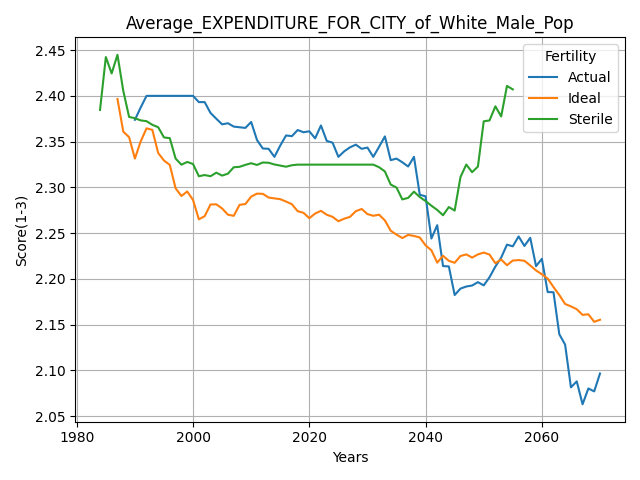 Average_EXPENDITURE_FOR_CITY_of_White_Male_Pop
Fertility
Actual
Ideal
Sterile
Score(1-3)
2.45
2.40
2.35
2.30
2.25
2.20
2.15
2.10
2.05
1980 2000 2020 2040 2060
Years